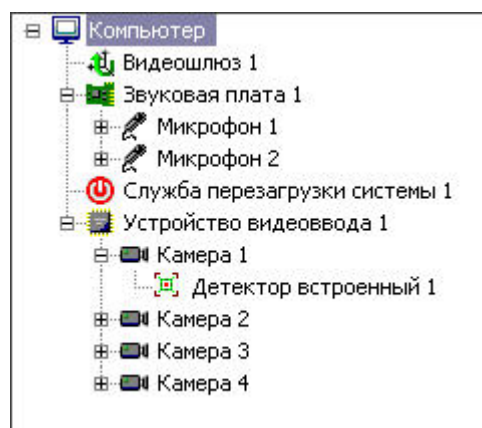 Компьютер
Видеошлюз 1
Звуковая плата 1
Микрофон 1
Микрофон 2
Служба перезагрузки системы 1
Устройство видеоввода 1
Камера 1
Детектор встроенный 1
Камера 2
Камера 3
Камера 4